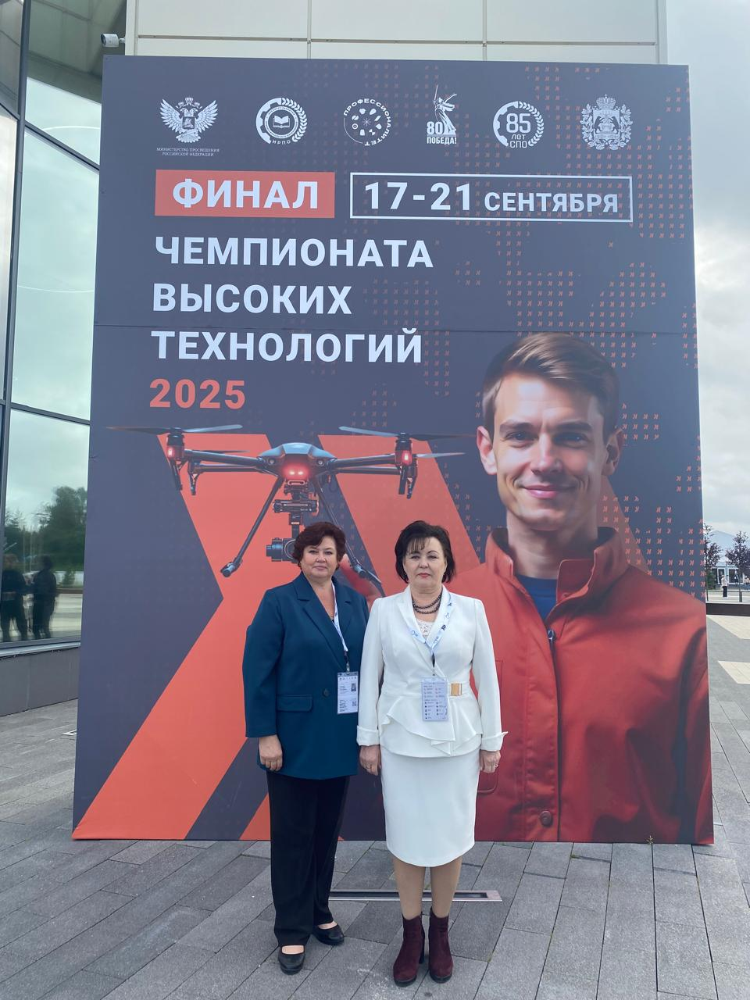 МИНИСТЕРСТВО ПРОСВЕЩЕНИЯ
РОССИЙСКОЙ ФЕДЕРАЦИИ
ИРПО
ПРОФЕССИОНАЛИТЕТ
80
ПОБЕДА!
85
ЛЕТ
СПО
ФИНАЛ
17-21 СЕНТЯБРЯ
ЧЕМПИОНАТА
ВЫСОКИХ
ТЕХНОЛОГИЙ
2025